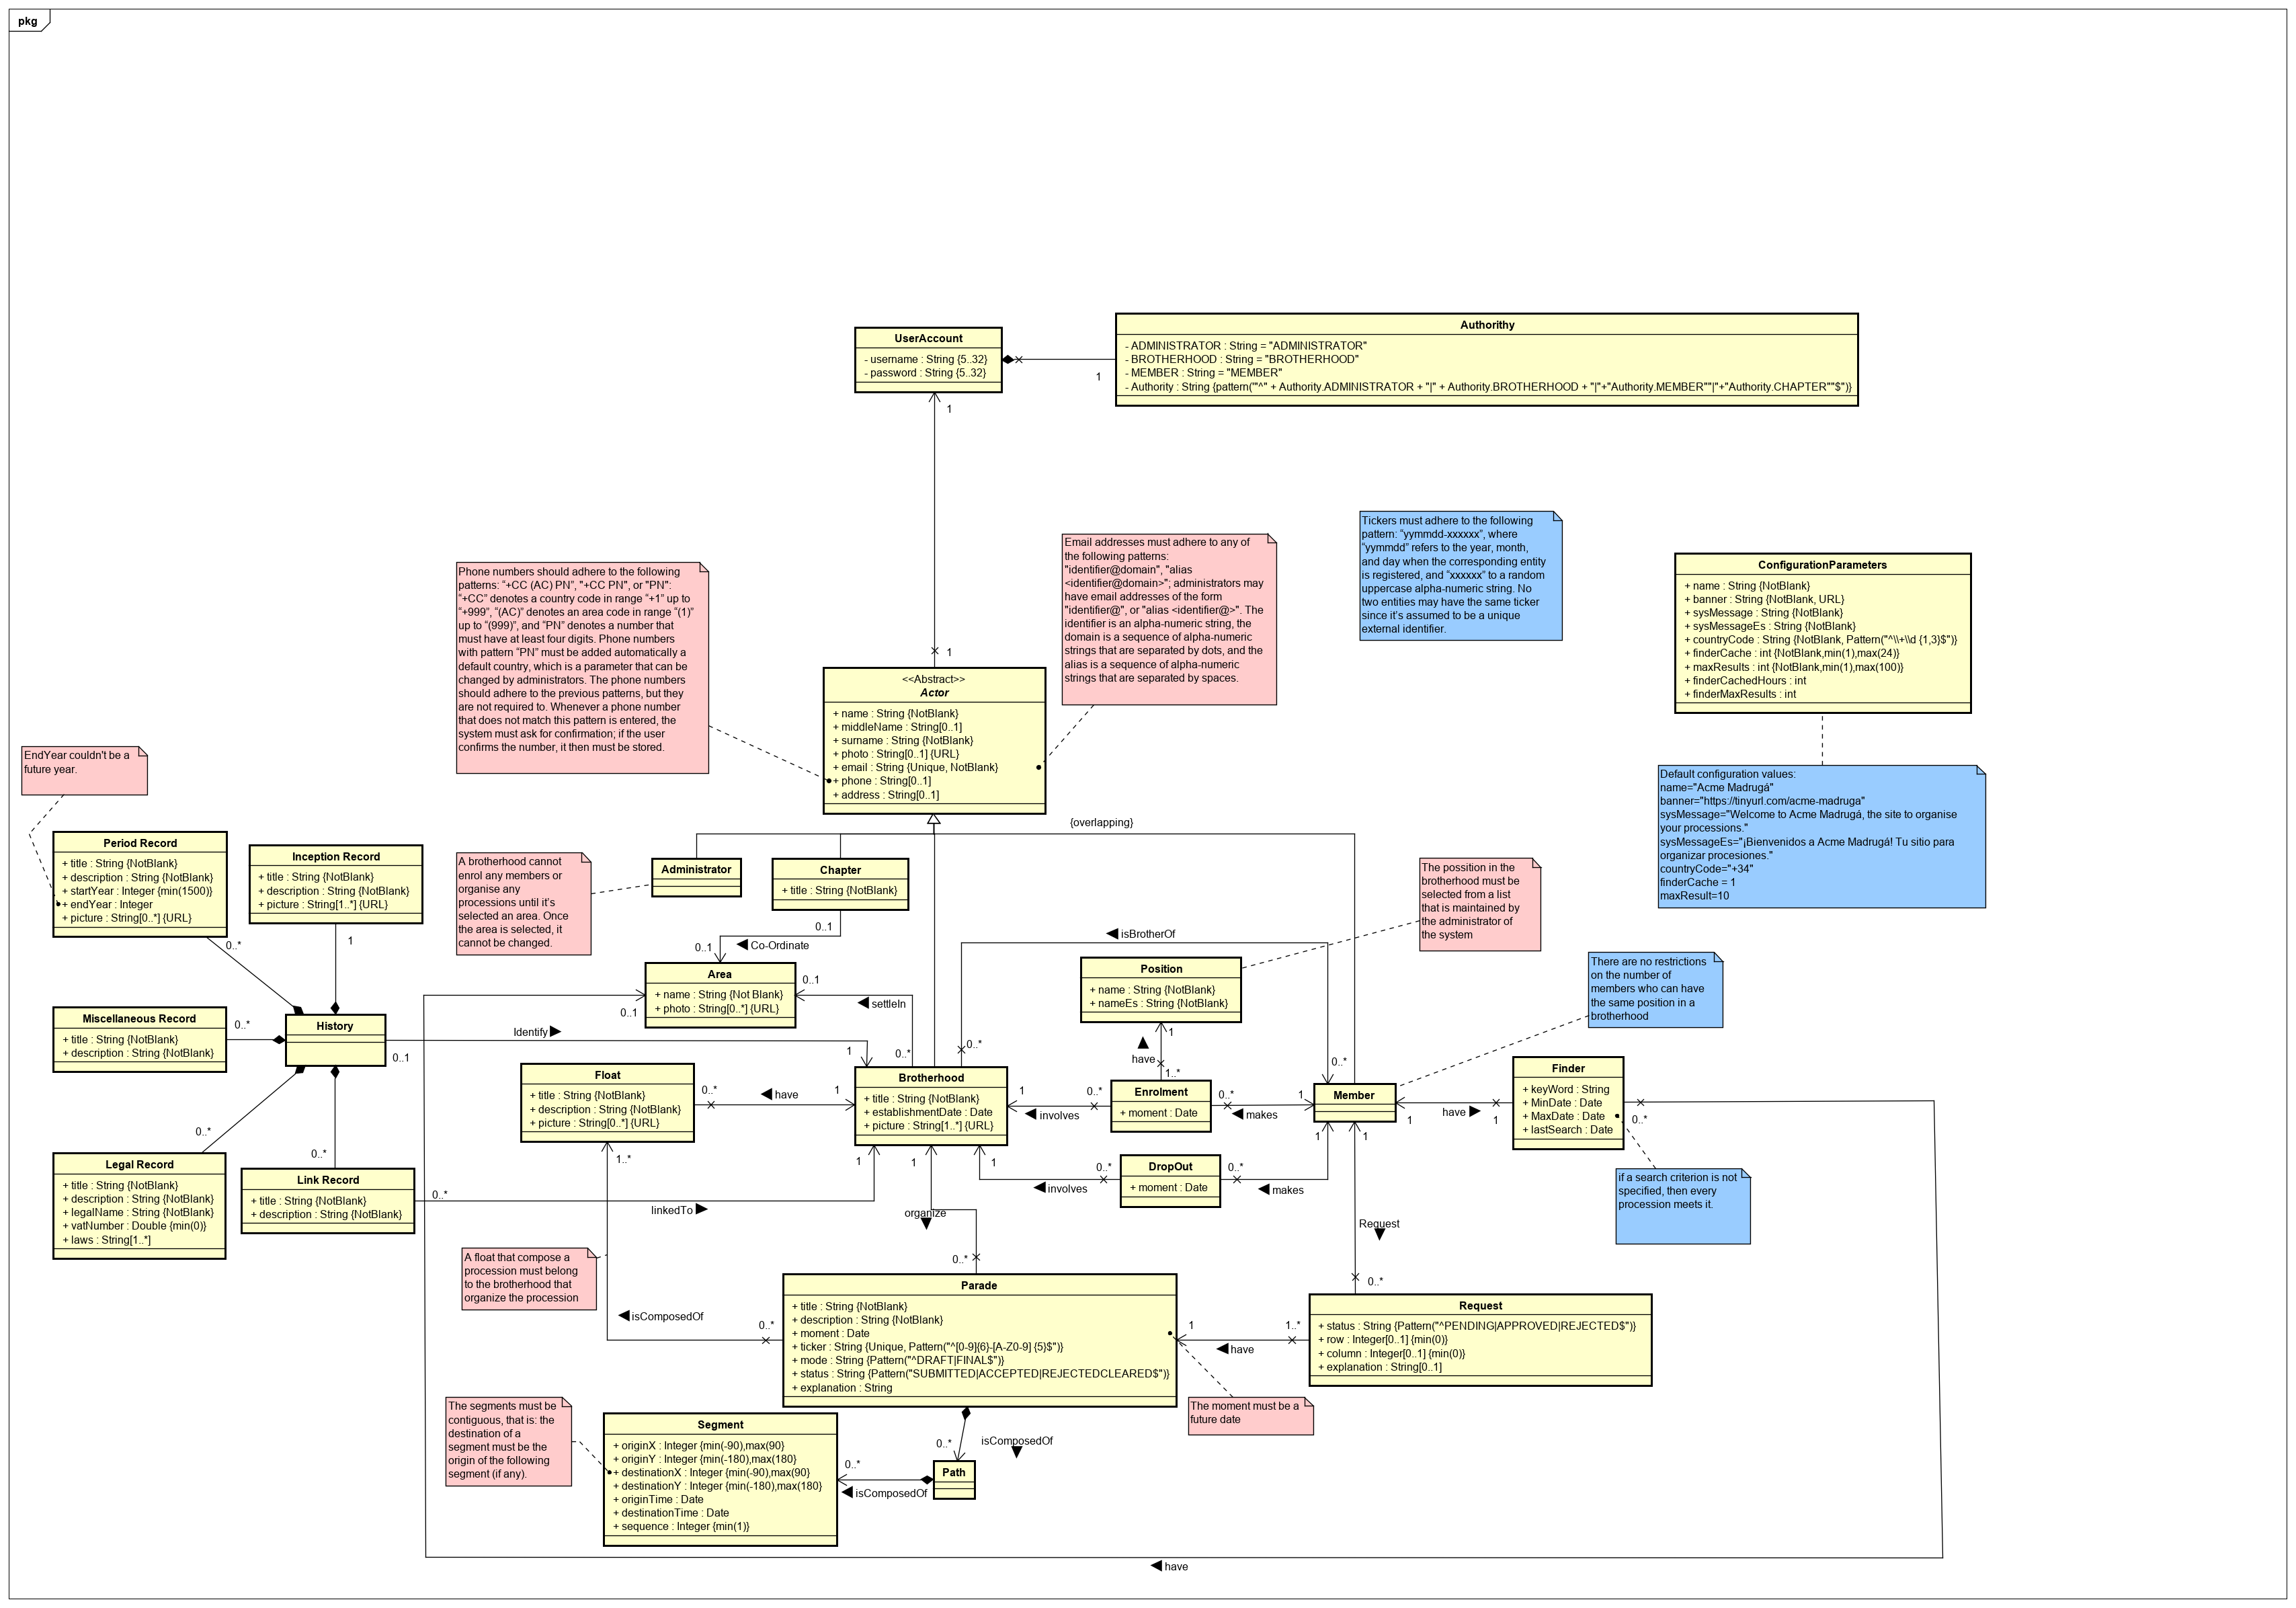 pkg
UserAccount
- username : String {5..32}
- password : String {5..32}
1
Authorithy
- ADMINISTRATOR : String = "ADMINISTRATOR"
- BROTHERHOOD : String = "BROTHERHOOD"
- MEMBER : String = "MEMBER"
- Authority : String {pattern("^" + Authority.ADMINISTRATOR + "|" + Authority.BROTHERHOOD + "|"+"Authority.MEMBER""|"+"Authority.CHAPTER""$")}
1
1
Phone numbers should adhere to the following
patterns: “+CC (AC) PN”, "+CC PN", or "PN":
“+CC” denotes a country code in range “+1” up to
“+999”, “(AC)” denotes an area code in range “(1)”
up to “(999)”, and “PN” denotes a number that
must have at least four digits. Phone numbers
with pattern “PN” must be added automatically a
default country, which is a parameter that can be
changed by administrators. The phone numbers
should adhere to the previous patterns, but they
are not required to. Whenever a phone number
that does not match this pattern is entered, the
system must ask for confirmation; if the user
confirms the number, it then must be stored.
Email addresses must adhere to any of
the following patterns:
"identifier@domain", "alias
<identifier@domain>"; administrators may
have email addresses of the form
"identifier@", or "alias <identifier@>". The
identifier is an alpha-numeric string, the
domain is a sequence of alpha-numeric
strings that are separated by dots, and the
alias is a sequence of alpha-numeric
strings that are separated by spaces.
Tickers must adhere to the following
pattern: “yymmdd-xxxxxx”, where
“yymmdd” refers to the year, month,
and day when the corresponding entity
is registered, and “xxxxxx” to a random
uppercase alpha-numeric string. No
two entities may have the same ticker
since it’s assumed to be a unique
external identifier.
ConfigurationParameters
+ name : String {NotBlank}
+ banner : String {NotBlank, URL}
+ sysMessage : String {NotBlank}
+ sysMessageEs : String {NotBlank}
+ countryCode : String {NotBlank, Pattern("^\\+\\d {1,3}$")}
+ finderCache : int {NotBlank,min(1),max(24)}
+ maxResults : int {NotBlank,min(1),max(100)}
+ finderCachedHours : int
+ finderMaxResults : int
Default configuration values:
name="Acme Madrugá"
banner="https://tinyurl.com/acme-madruga"
sysMessage="Welcome to Acme Madrugá, the site to organise
your processions."
sysMessageEs="¡Bienvenidos a Acme Madrugá! Tu sitio para
organizar procesiones."
countryCode="+34"
finderCache = 1
maxResult=10
<<Abstract>>
Actor
+ name : String {NotBlank}
+ middleName : String[0..1]
+ surname : String {NotBlank}
+ photo : String[0..1] {URL}
+ email : String {Unique, NotBlank}
+ phone : String[0..1]
+ address : String[0..1]
{overlapping}
EndYear couldn't be a
future year.
Period Record
+ title : String {NotBlank}
+ description : String {NotBlank}
+ startYear : Integer {min(1500)}
+ endYear : Integer
+ picture : String[0..*] {URL}
0..*
Inception Record
+ title : String {NotBlank}
+ description : String {NotBlank}
+ picture : String[1..*] {URL}
1
A brotherhood cannot
enrol any members or
organise any
processions until it's
selected an area. Once
the area is selected, it
cannot be changed.
Administrator
Chapter
+ title : String {NotBlank}
0..1
0..1
Co-Ordinate
The possition in the
brotherhood must be
selected from a list
that is maintained by
the administrator of
the system
isBrotherOf
Area
+ name : String {Not Blank}
+ photo : String[0..*] {URL}
0..1
0..1
settleIn
Position
+ name : String {NotBlank}
+ nameEs : String {NotBlank}
1
have
1..*
There are no restrictions
on the number of
members who can have
the same position in a
brotherhood
Miscellaneous Record
+ title : String {NotBlank}
+ description : String {NotBlank}
0..*
History
0..1
Identify
1
0..*
0..*
0..*
Float
+ title : String {NotBlank}
+ description : String {NotBlank}
+ picture : String[0..*] {URL}
0..*
have
1
Brotherhood
+ title : String {NotBlank}
+ establishmentDate : Date
+ picture : String[1..*] {URL}
1
involves
0..*
Enrolment
+ moment : Date
0..*
makes
1
Member
1
have
1
Finder
+ keyWord : String
+ MinDate : Date
+ MaxDate : Date
+ lastSearch : Date
0..*
0..*
0..*
Legal Record
+ title : String {NotBlank}
+ description : String {NotBlank}
+ legalName : String {NotBlank}
+ vatNumber : Double {min(0)}
+ laws : String[1..*]
Link Record
+ title : String {NotBlank}
+ description : String {NotBlank}
0..*
linkedTo
1
1..*
1
organize
0..*
1
involves
0..*
DropOut
+ moment : Date
0..*
makes
1
1
Request
0..*
if a search criterion is not
specified, then every
procession meets it.
A float that compose a
procession must belong
to the brotherhood that
organize the procession
isComposedOf
0..*
Parade
+ title : String {NotBlank}
+ description : String {NotBlank}
+ moment : Date
+ ticker : String {Unique, Pattern("^[0-9]{6}-[A-Z0-9] {5}$")}
+ mode : String {Pattern("^DRAFT|FINAL$")}
+ status : String {Pattern("SUBMITTED|ACCEPTED|REJECTEDCLEARED$")}
+ explanation : String
1
have
1..*
Request
+ status : String {Pattern("^PENDING|APPROVED|REJECTED$")}
+ row : Integer[0..1] {min(0)}
+ column : Integer[0..1] {min(0)}
+ explanation : String[0..1]
The moment must be a
future date
The segments must be
contiguous, that is: the
destination of a
segment must be the
origin of the following
segment (if any).
Segment
+ originX : Integer {min(-90),max(90}
+ originY : Integer {min(-180),max(180}
+ destinationX : Integer {min(-90),max(90}
+ destinationY : Integer {min(-180),max(180}
+ originTime : Date
+ destinationTime : Date
+ sequence : Integer {min(1)}
0..*
isComposedOf
0..*
isComposedOf
Path
have